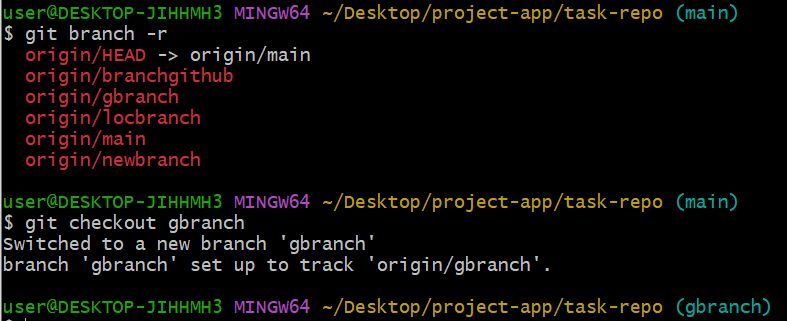 user@DESKTOP-JIHHMH3 MINGW64 ~/Desktop/project-app/task-repo (main)
$ git branch -r
  origin/HEAD -> origin/main
  origin/branchgithub
  origin/gbranch
  origin/locbranch
  origin/main
  origin/newbranch
user@DESKTOP-JIHHMH3 MINGW64 ~/Desktop/project-app/task-repo (main)
$ git checkout gbranch
Switched to a new branch 'gbranch'
branch 'gbranch' set up to track 'origin/gbranch'.
user@DESKTOP-JIHHMH3 MINGW64 ~/Desktop/project-app/task-repo (gbranch)